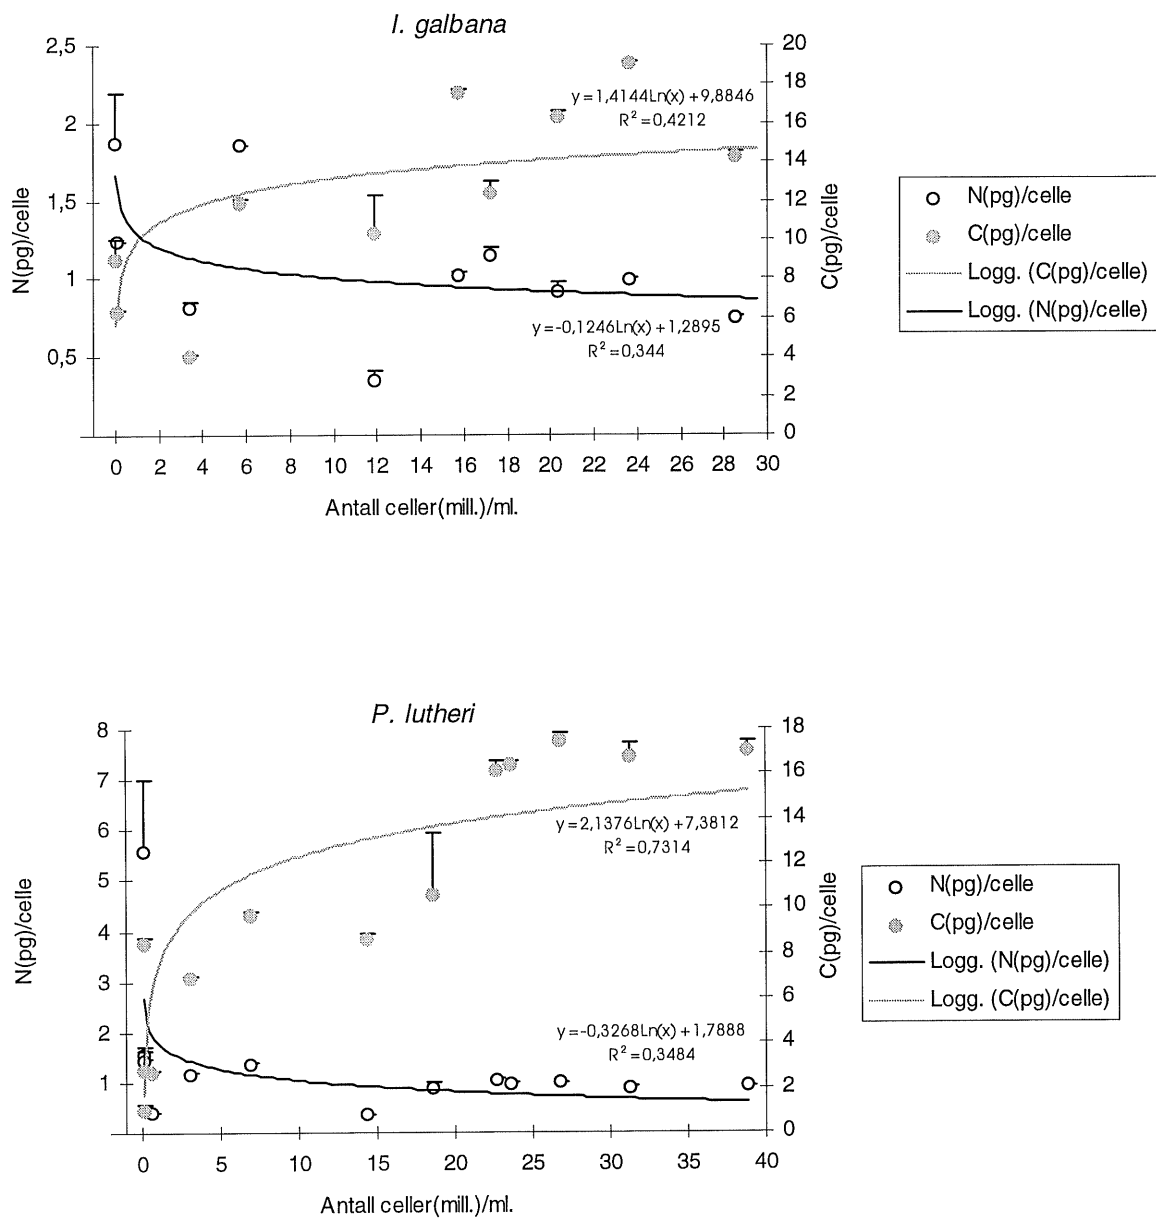 I. galbana
2,5
2
1,5
1
0,5
N(pg)/celle
20
18
16
14
12
10
8
6
4
2
0
C(pg)/celle
y=1,4144Ln(x)+9,8846
R²=0,4212
y=-0,1246Ln(x)+1,2895
R²=0,344
0 2 4 6 8 10 12 14 16 18 20 22 24 26 28 30
Antall celler(mill.)/ml.
N(pg)/celle
C(pg)/celle
Logg. (C(pg)/celle)
Logg. (N(pg)/celle)
P. lutheri
8
7
6
5
4
3
2
1
N(pg)/celle
18
16
14
12
10
8
6
4
2
0
C(pg)/celle
y=2,1376Ln(x)+7,3812
R²=0,7314
y=-0,3268Ln(x)+1,7888
R²=0,3484
0 5 10 15 20 25 30 35 40
Antall celler(mill.)/ml.
N(pg)/celle
C(pg)/celle
Logg. (N(pg)/celle)
Logg. (C(pg)/celle)